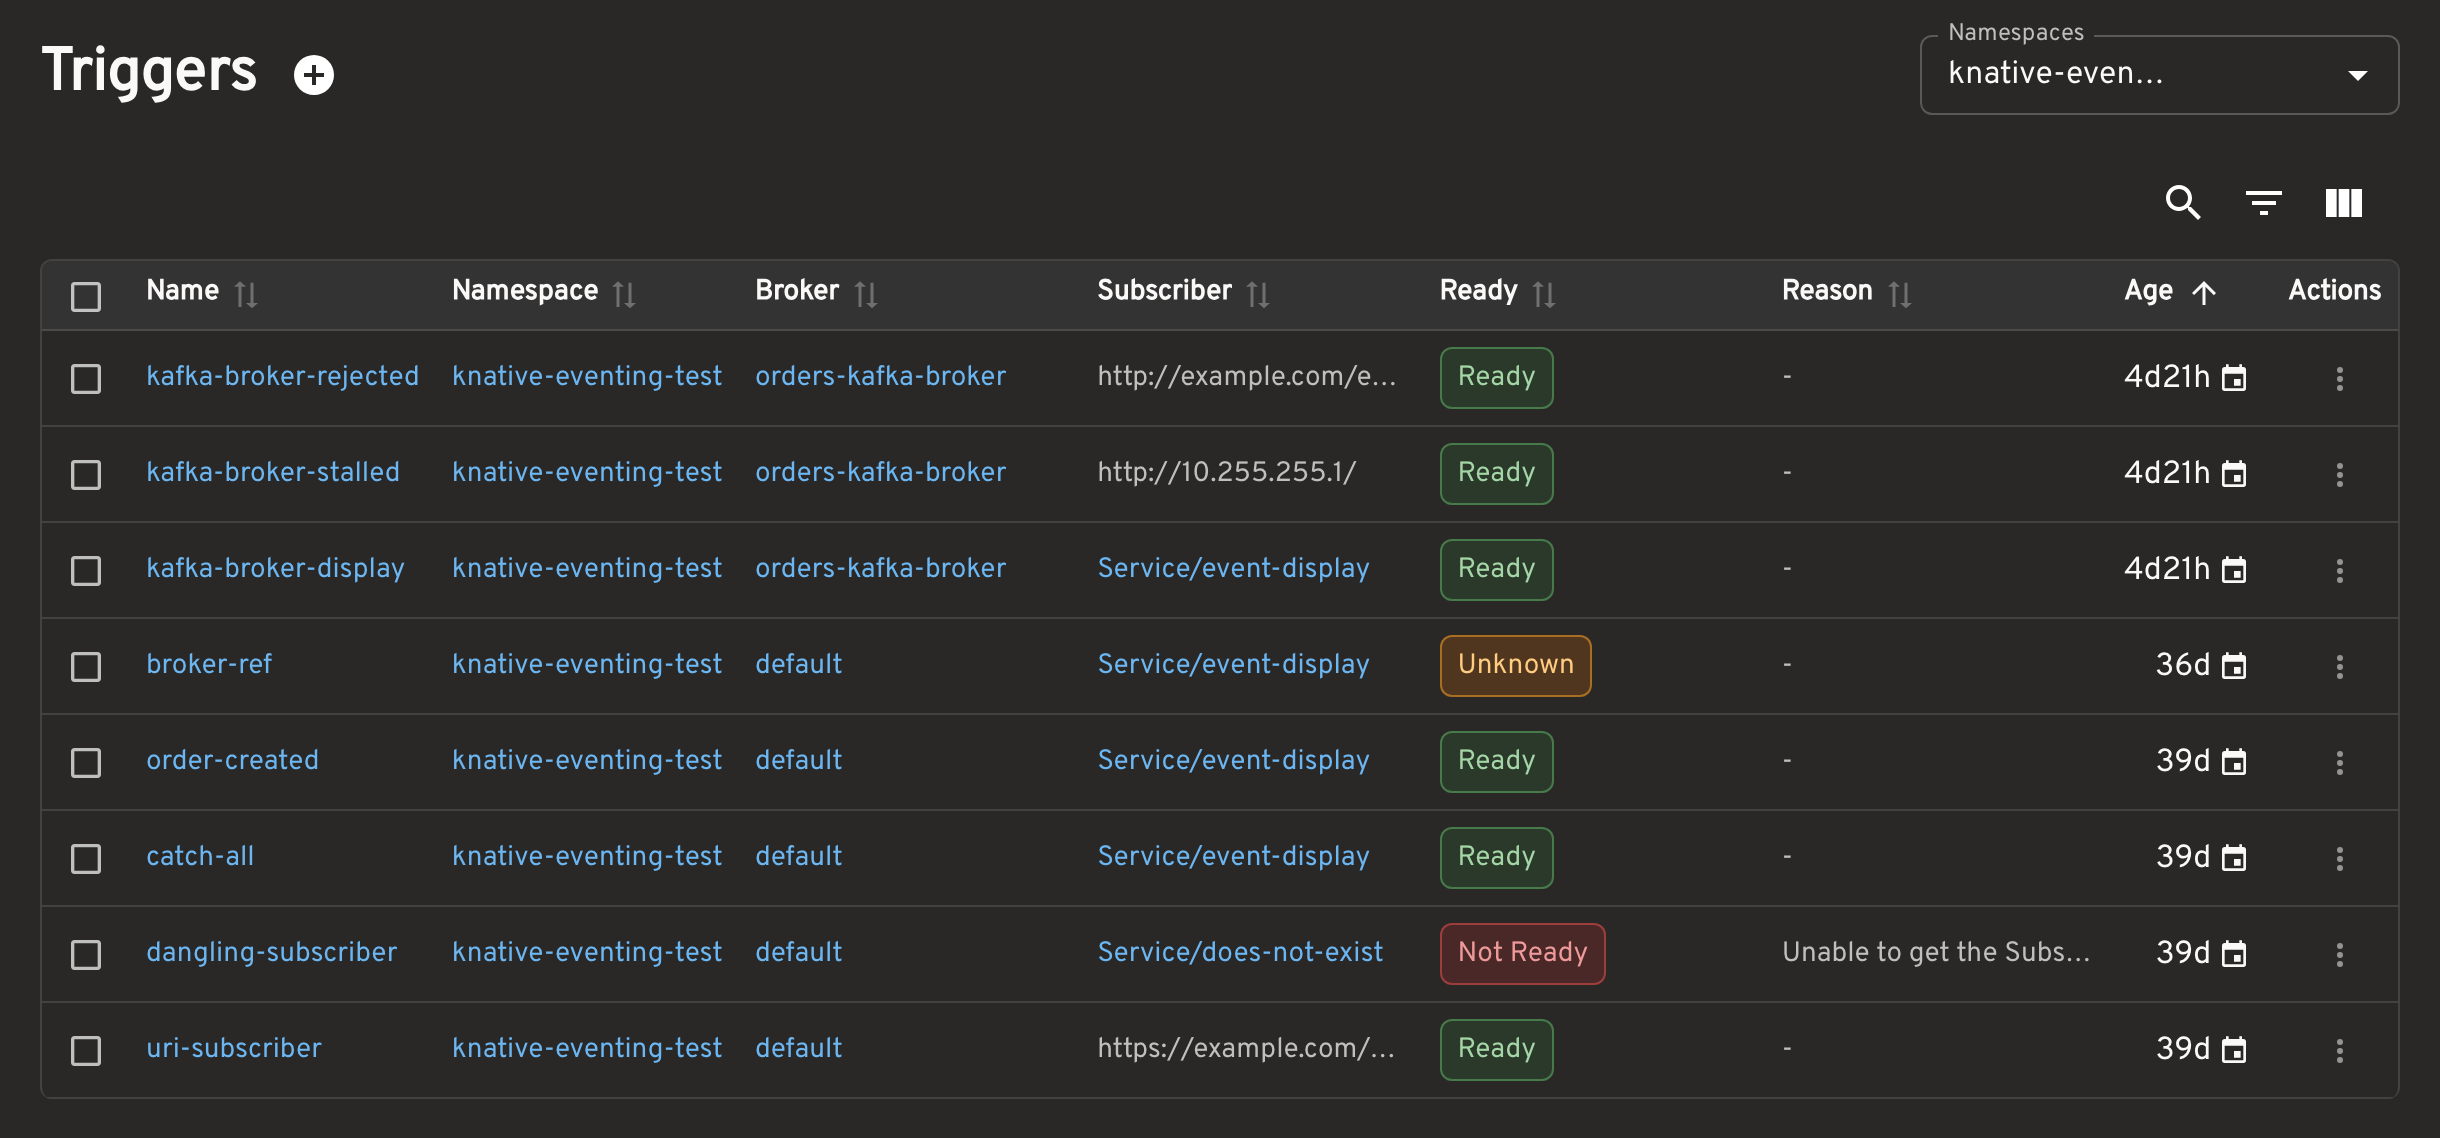 Triggers
Namespaces
knative-even...
Name Namespace Broker Subscriber Ready Reason Age Actions
kafka-broker-rejected knative-eventing-test orders-kafka-broker http://example.com/e... Ready - 4d21h
kafka-broker-stalled knative-eventing-test orders-kafka-broker http://10.255.255.1/ Ready - 4d21h
kafka-broker-display knative-eventing-test orders-kafka-broker Service/event-display Ready - 4d21h
broker-ref knative-eventing-test default Service/event-display Unknown - 36d
order-created knative-eventing-test default Service/event-display Ready - 39d
catch-all knative-eventing-test default Service/event-display Ready - 39d
dangling-subscriber knative-eventing-test default Service/does-not-exist Not Ready Unable to get the Subs... 39d
uri-subscriber knative-eventing-test default https://example.com/... Ready - 39d